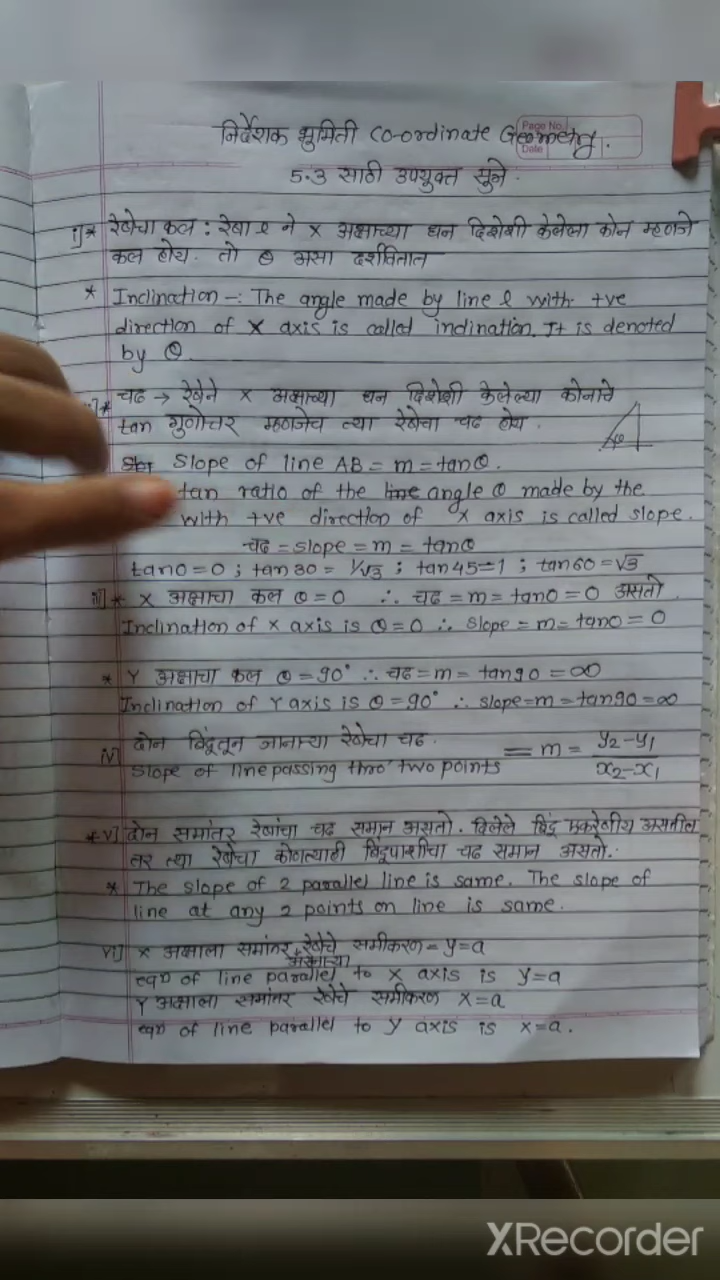 निर्देशक भुमिती Co-ordinate Geometry.
Page No
Date
5.3 साठी उपयुक्त सूत्रे.
i] * रेषेचा कल : रेषा l ने X अक्षाच्या धन दिशेशी केलेला कोन म्हणजे
कल होय. तो θ असा दर्शवितात
* Inclination -: The angle made by line l with +ve
direction of X axis is called inclination. It is denoted
by θ
* चढ → रेषेने X अक्षाच्या धन दिशेशी केलेल्या कोनाचे
tan गुणोत्तर म्हणजेच त्या रेषेचा चढ होय.
θ
Slope of line AB = m = tanθ.
tan ratio of the angle θ made by the
with +ve direction of X axis is called slope.
चढ = slope = m = tanθ
tan0 = 0 ; tan 30 = 1/√3 ; tan 45 = 1 ; tan 60 = √3
iii] * X अक्षाचा कल θ = 0 ∴ चढ = m = tan0 = 0 असतो
Inclination of X axis is θ = 0 ∴ slope = m = tan0 = 0
* Y अक्षाचा कल θ = 90° ∴ चढ = m = tan90 = ∞
Inclination of Y axis is θ = 90° ∴ slope = m = tan90 = ∞
iv] दोन बिंदूतून जाणाऱ्या रेषेचा चढ.
slope of line passing thro' two points = m = y₂-y₁ / x₂-x₁
* v] दोन समांतर रेषांचा चढ समान असतो. दिलेले बिंदू एकरेषीय असतील
तर त्या रेषेचा कोणत्याही बिंदूपाशीचा चढ समान असतो.
* The slope of 2 parallel line is same. The slope of
line at any 2 points on line is same.
vi] X अक्षाला समांतर असणाऱ्या रेषेचे समीकरण = y=a
eqn of line parallel to X axis is y=a
Y अक्षाला समांतर रेषेचे समीकरण x=a
eqn of line parallel to y axis is x=a.
XRecorder